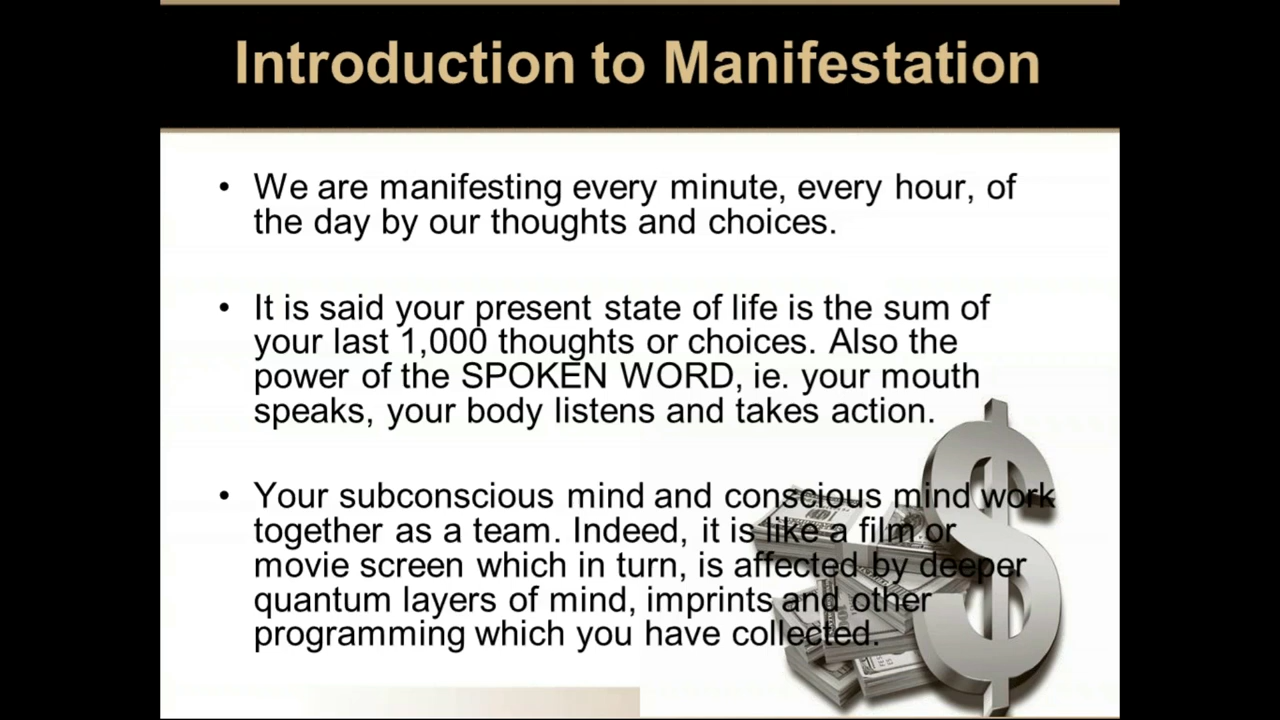 Introduction to Manifestation
• We are manifesting every minute, every hour, of
the day by our thoughts and choices.
• It is said your present state of life is the sum of
your last 1,000 thoughts or choices. Also the
power of the SPOKEN WORD, ie. your mouth
speaks, your body listens and takes action.
• Your subconscious mind and conscious mind work
together as a team. Indeed, it is like a film or
movie screen which in turn, is affected by deeper
quantum layers of mind, imprints and other
programming which you have collected.